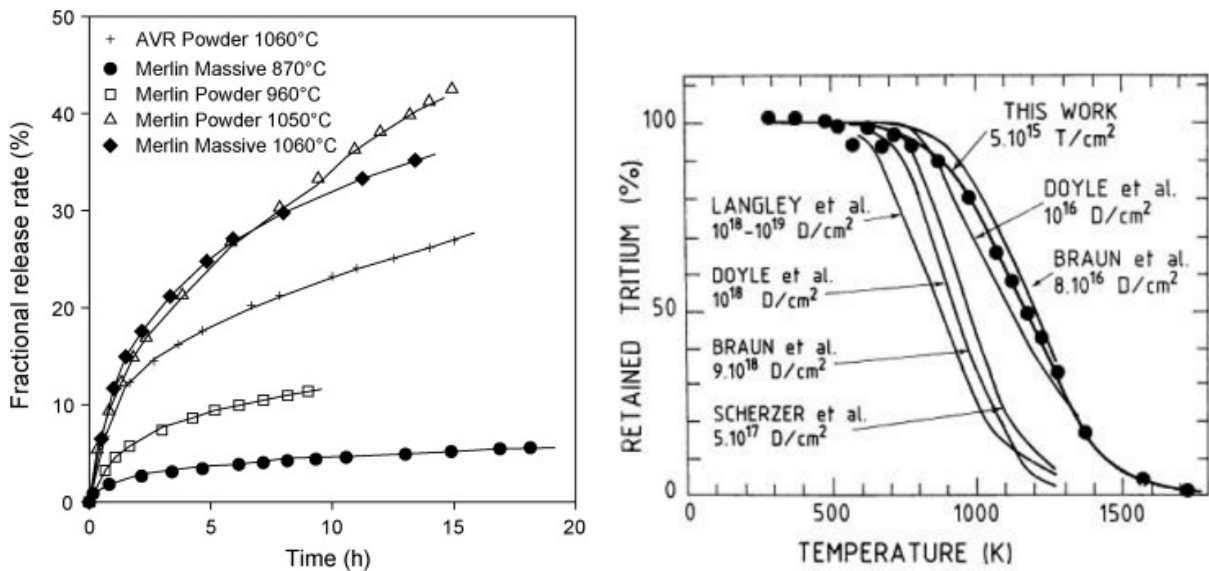 50
40
30
20
10
0
Fractional release rate (%)
+ AVR Powder 1060°C
● Merlin Massive 870°C
□ Merlin Powder 960°C
△ Merlin Powder 1050°C
◆ Merlin Massive 1060°C
0 5 10 15 20
Time (h)
100
50
0
RETAINED TRITIUM (%)
THIS WORK
5.10¹⁵ T/cm²
LANGLEY et al.
10¹⁸-10¹⁹ D/cm²
DOYLE et al.
10¹⁶ D/cm²
DOYLE et al.
10¹⁸ D/cm²
BRAUN et al.
8.10¹⁶ D/cm²
BRAUN et al.
9.10¹⁸ D/cm²
SCHERZER et al.
5.10¹⁷ D/cm²
0 500 1000 1500
TEMPERATURE (K)